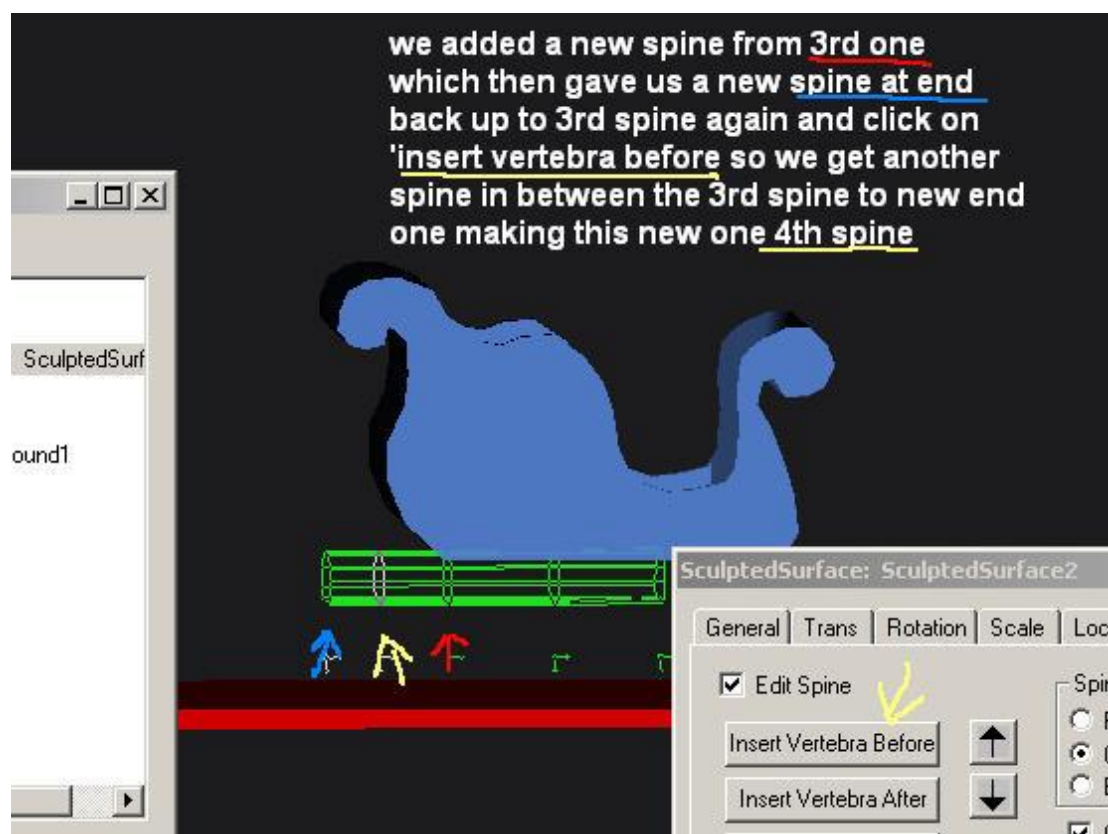 we added a new spine from 3rd one
which then gave us a new spine at end
back up to 3rd spine again and click on
'insert vertebra before so we get another
spine in between the 3rd spine to new end
one making this new one 4th spine
SculptedSurf
ound1
SculptedSurface: SculptedSurface2
General Trans Rotation Scale Loc
Edit Spine
Spin
Insert Vertebra Before
Insert Vertebra After